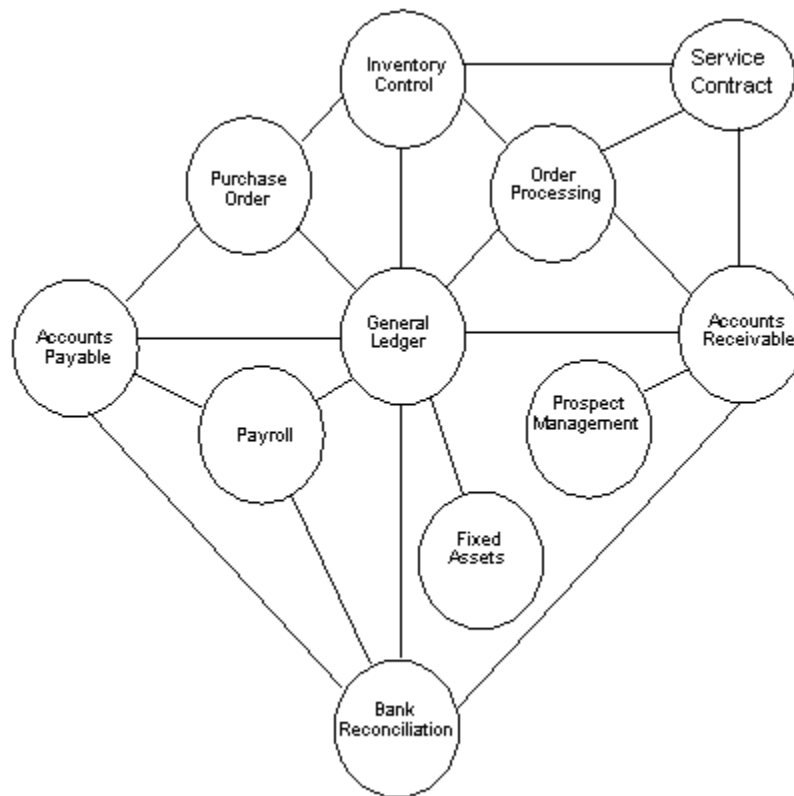 Inventory
Control
Service
Contract
Purchase
Order
Order
Processing
Accounts
Payable
General
Ledger
Accounts
Receivable
Payroll
Prospect
Management
Fixed
Assets
Bank
Reconciliation